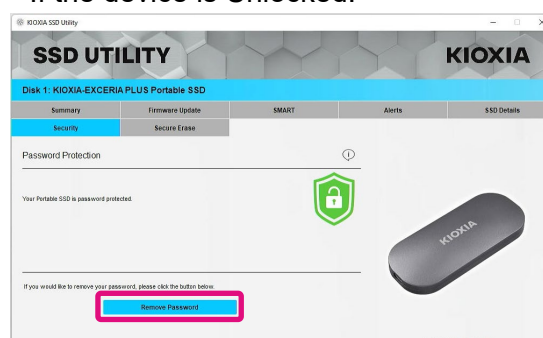 If the device is Unlocked:
KIOXIA SSD Utility
SSD UTILITY
KIOXIA
Disk 1: KIOXIA-EXCERIA PLUS Portable SSD
Summary Firmware Update SMART Alerts SSD Details
Security Secure Erase
Password Protection
Your Portable SSD is password protected.
KIOXIA
If you would like to remove your password, please click the button below.
Remove Password